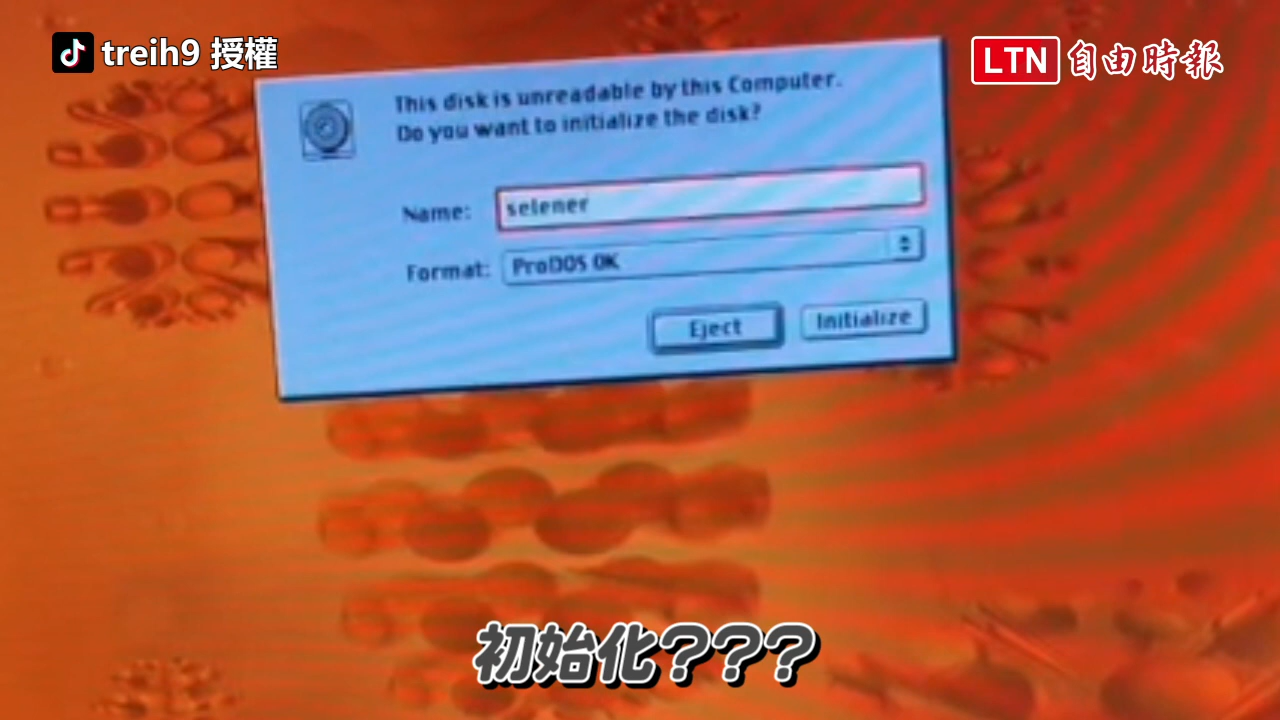 treih9 授權
LTN 自由時報
This disk is unreadable by this Computer.
Do you want to initialize the disk?
Name: selener
Format: ProDOS 0K
Eject
Initialize
初始化???